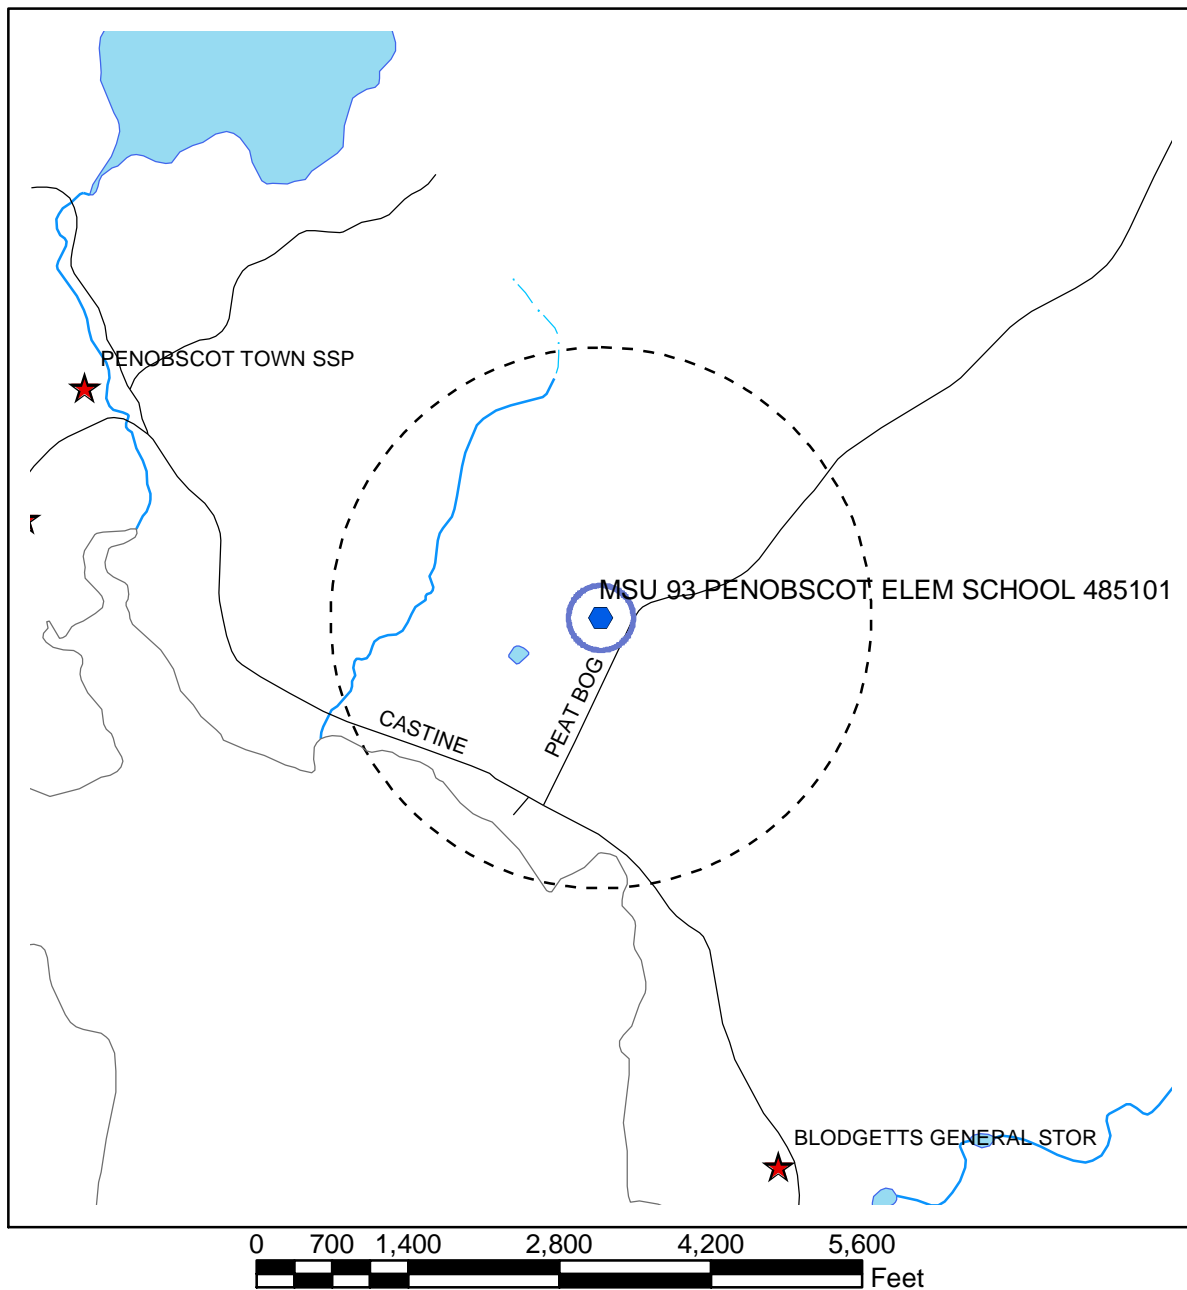 PENOBSCOT TOWN SSP
MSU 93 PENOBSCOT ELEM SCHOOL 485101
PEAT BOG
CASTINE
BLODGETTS GENERAL STOR
0 700 1,400 2,800 4,200 5,600
Feet